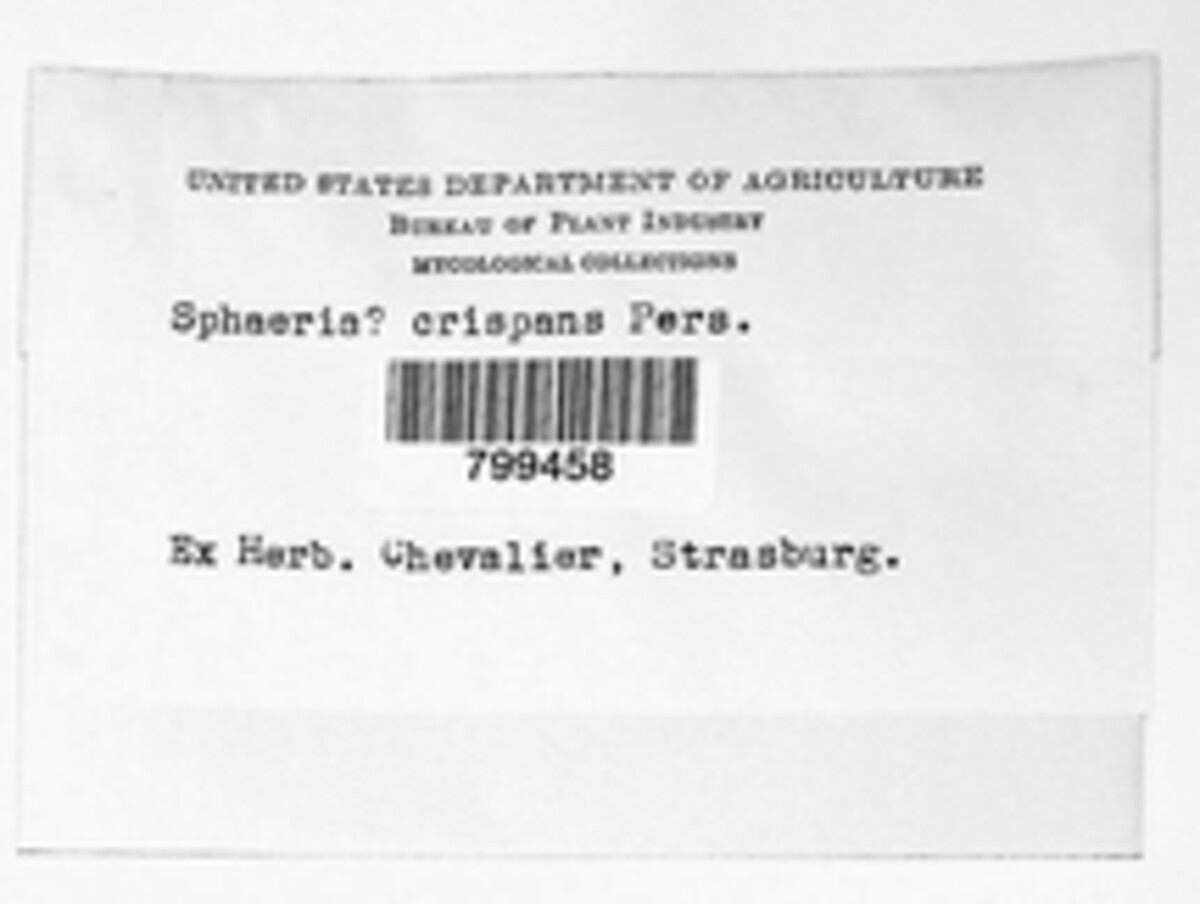 UNITED STATES DEPARTMENT OF AGRICULTURE
BUREAU OF PLANT INDUSTRY
MYCOLOGICAL COLLECTIONS
Sphaeria? crispans Pers.
799458
Ex Herb. Chevalier, Strasburg.